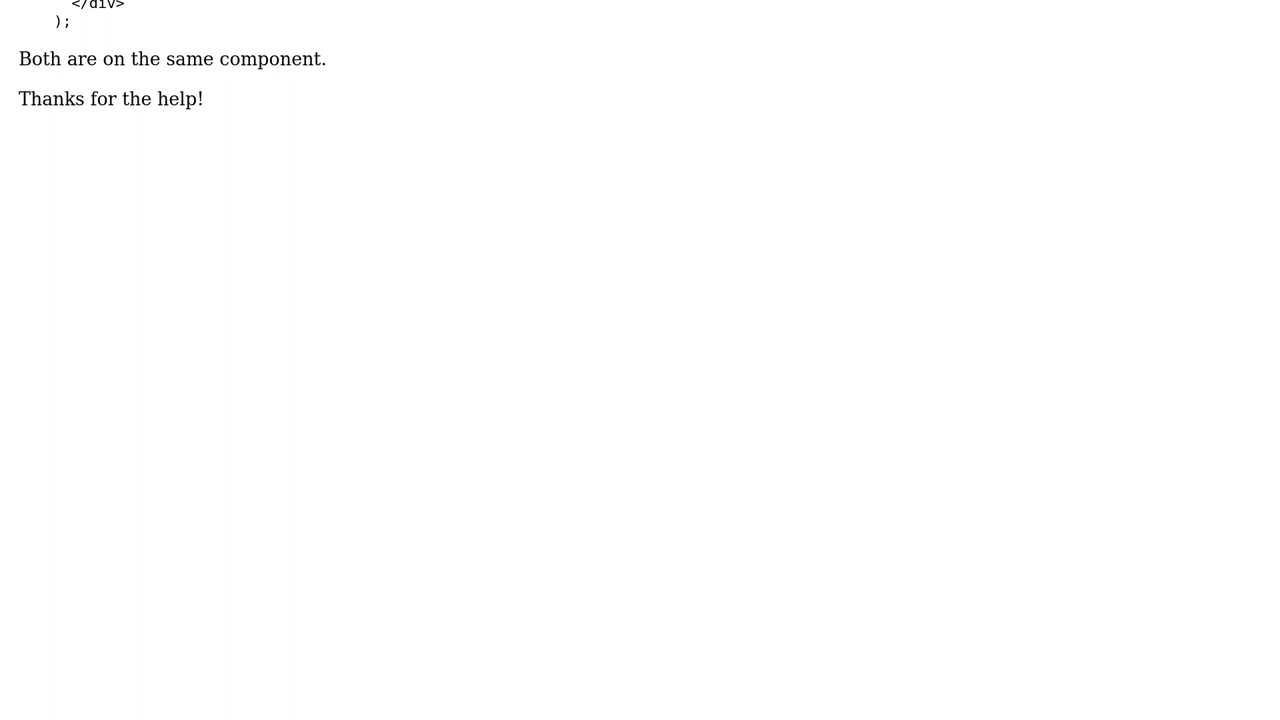 </div>
);
Both are on the same component.
Thanks for the help!